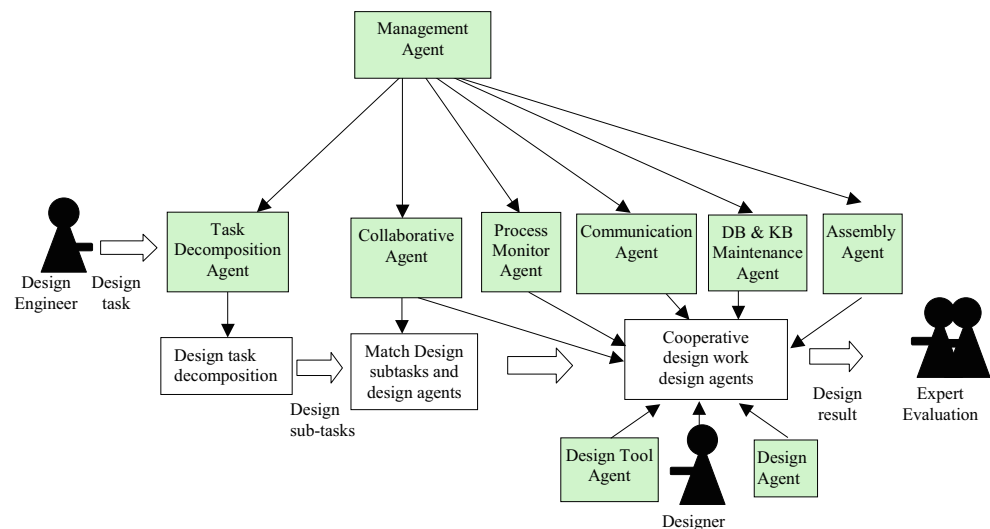 Management
Agent
Task
Decomposition
Agent
Collaborative
Agent
Process
Monitor
Agent
Communication
Agent
DB & KB
Maintenance
Agent
Assembly
Agent
Design
Engineer
Design
task
Design task
decomposition
Design
sub-tasks
Match Design
subtasks and
design agents
Cooperative
design work
design agents
Design
result
Expert
Evaluation
Design Tool
Agent
Designer
Design
Agent